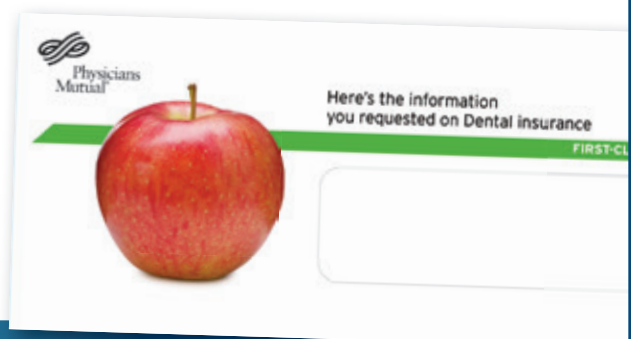 Physicians
Mutual®
Here's the information
you requested on Dental insurance
FIRST-CL